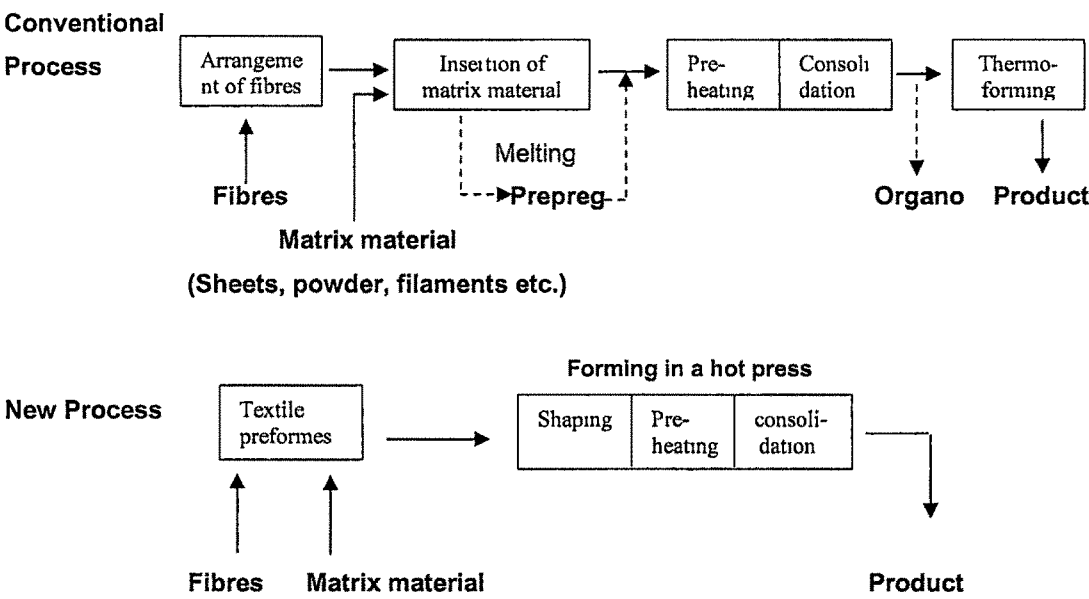 Conventional
Process
Arrangeme
nt of fibres
Insertion of
matrix material
Pre-
heating
Consoli
dation
Thermo-
forming
Melting
Prepreg
Fibres
Organo
Product
Matrix material
(Sheets, powder, filaments etc.)
Forming in a hot press
New Process
Textile
preformes
Shaping
Pre-
heating
consoli-
dation
Fibres
Matrix material
Product